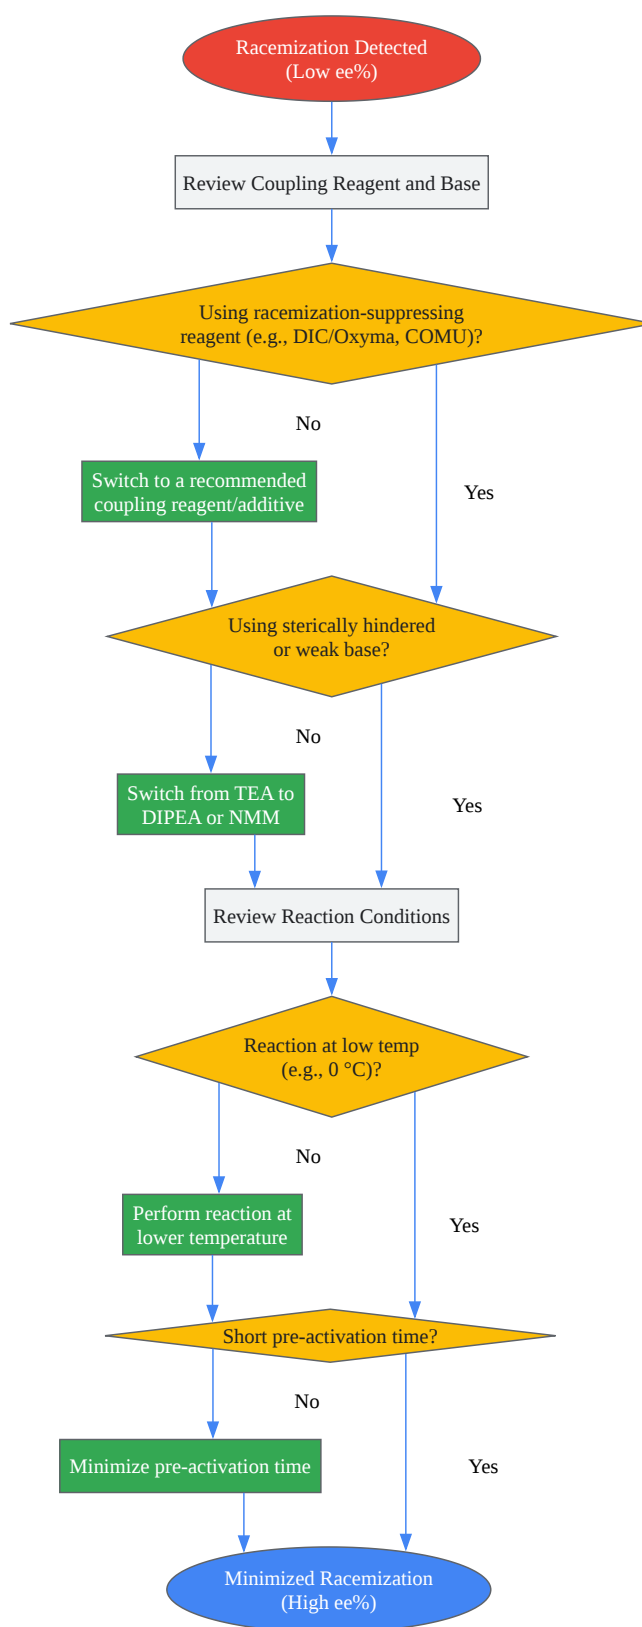 Racemization Detected
(Low ee%)
Review Coupling Reagent and Base
Using racemization-suppressing
reagent (e.g., DIC/Oxyma, COMU)?
No
Switch to a recommended
coupling reagent/additive
Yes
Using sterically hindered
or weak base?
No
Switch from TEA to
DIPEA or NMM
Yes
Review Reaction Conditions
Reaction at low temp
(e.g., 0 °C)?
No
Perform reaction at
lower temperature
Yes
Short pre-activation time?
No
Minimize pre-activation time
Yes
Minimized Racemization
(High ee%)